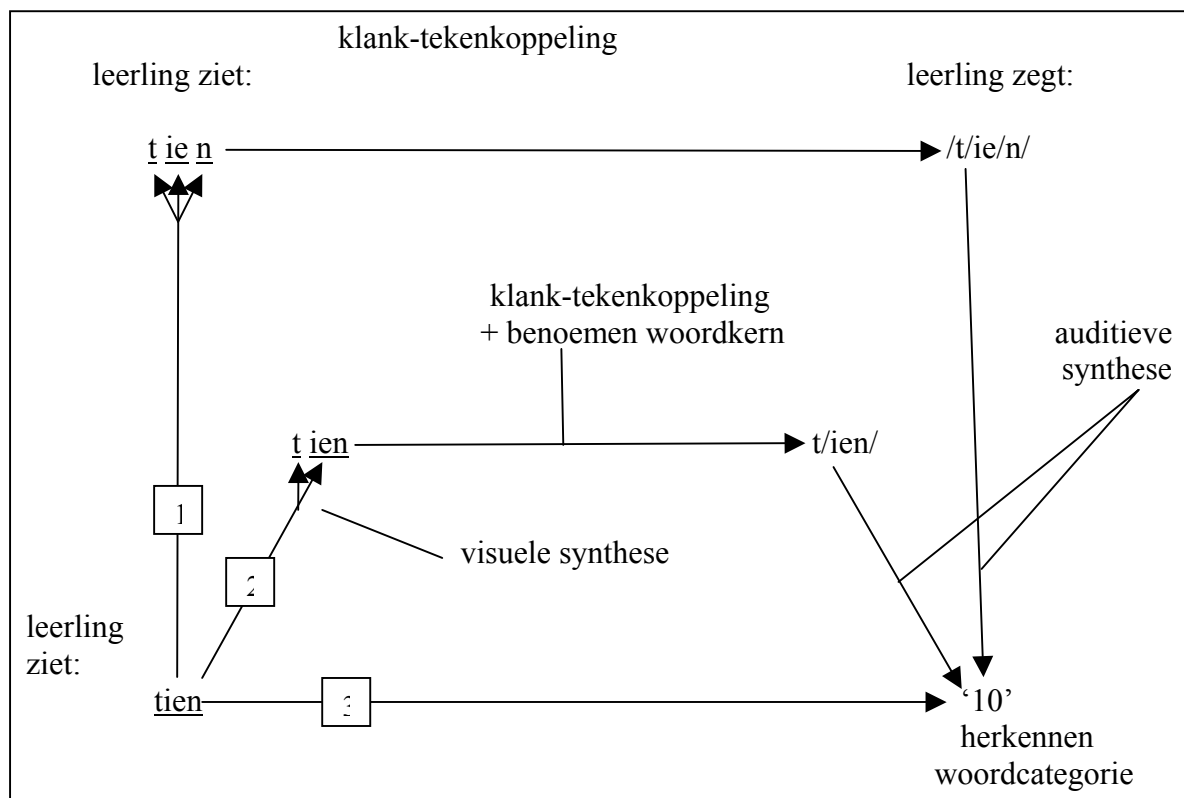 klank-tekenkoppeling
leerling ziet:
leerling zegt:
t ie n
/t/ie/n/
klank-tekenkoppeling
+ benoemen woordkern
auditieve
synthese
t ien
t/ien/
1
visuele synthese
2
leerling
ziet:
tien
3
‘10’
herkennen
woordcategorie